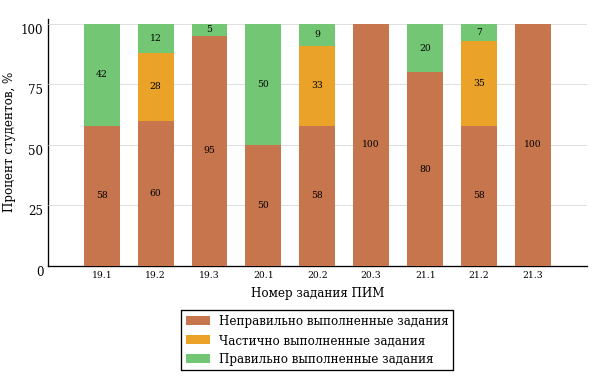 Процент студентов, %
100
75
50
25
0
42 12 5 50 9 20 7
28 33 35
58 60 95 50 58 100 80 58 100
19.1 19.2 19.3 20.1 20.2 20.3 21.1 21.2 21.3
Номер задания ПИМ
Неправильно выполненные задания
Частично выполненные задания
Правильно выполненные задания